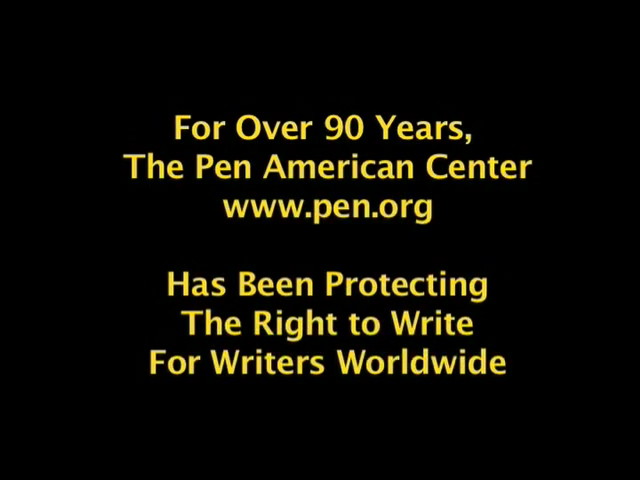 For Over 90 Years,
The Pen American Center
www.pen.org
Has Been Protecting
The Right to Write
For Writers Worldwide